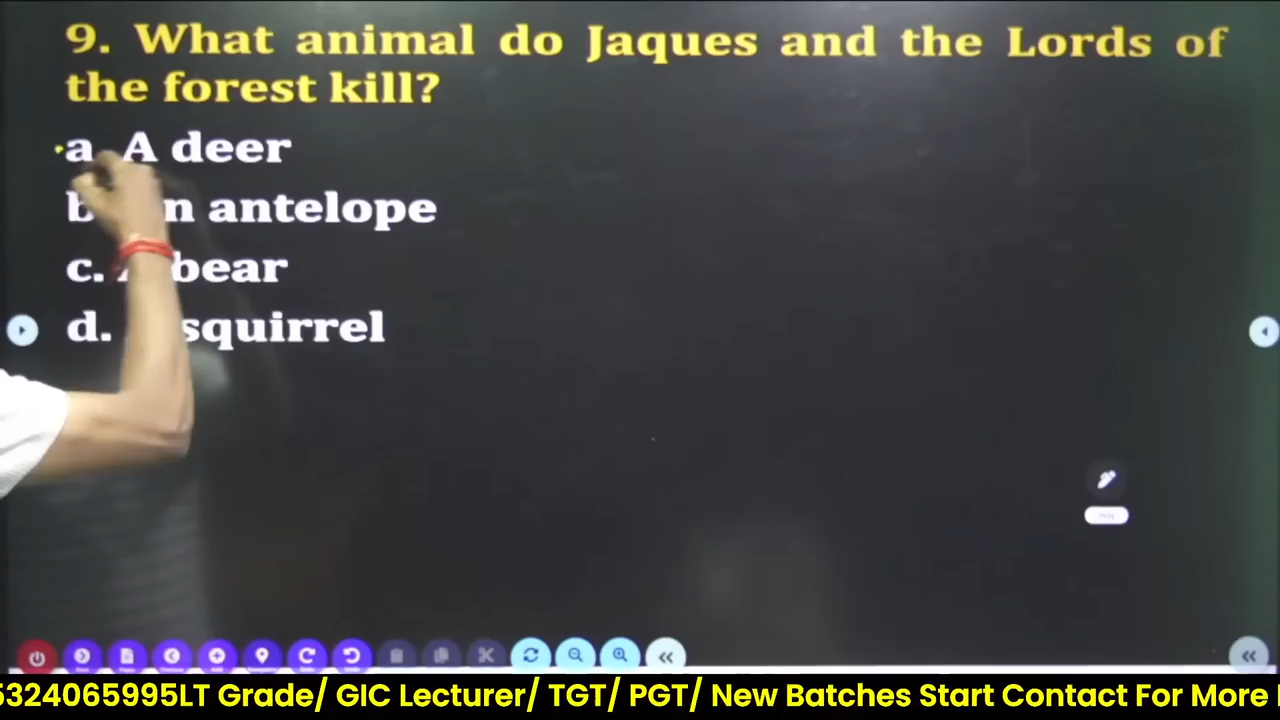 9. What animal do Jaques and the Lords of
the forest kill?
a. A deer
b. n antelope
c. A bear
d. squirrel
5324065995LT Grade/ GIC Lecturer/ TGT/ PGT/ New Batches Start Contact For More